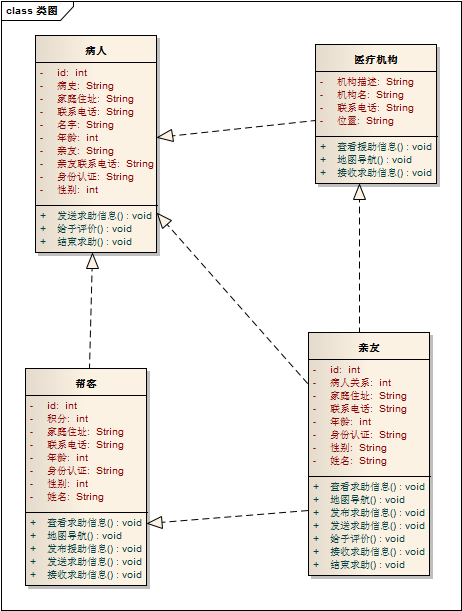 class 类图
病人
- id: int
- 病史: String
- 家庭住址: String
- 联系电话: String
- 名字: String
- 年龄: int
- 亲友: String
- 亲友联系电话: String
- 身份认证: String
- 性别: int
+ 发送求助信息() : void
+ 给予评价() : void
+ 结束求助() : void
医疗机构
- 机构描述: String
- 机构名: String
- 联系电话: String
- 位置: String
+ 查看援助信息() : void
+ 地图导航() : void
+ 接收求助信息() : void
帮客
- id: int
- 积分: int
- 家庭住址: String
- 联系电话: String
- 年龄: int
- 身份认证: String
- 性别: int
- 姓名: String
+ 查看求助信息() : void
+ 地图导航() : void
+ 发布援助信息() : void
+ 发送求助信息() : void
+ 接收求助信息() : void
亲友
- id: int
- 病人关系: int
- 家庭住址: String
- 联系电话: String
- 年龄: int
- 身份认证: String
- 性别: String
- 姓名: String
+ 查看求助信息() : void
+ 地图导航() : void
+ 发布求助信息() : void
+ 发送求助信息() : void
+ 给于评价() : void
+ 接收求助信息() : void
+ 结束求助() : void